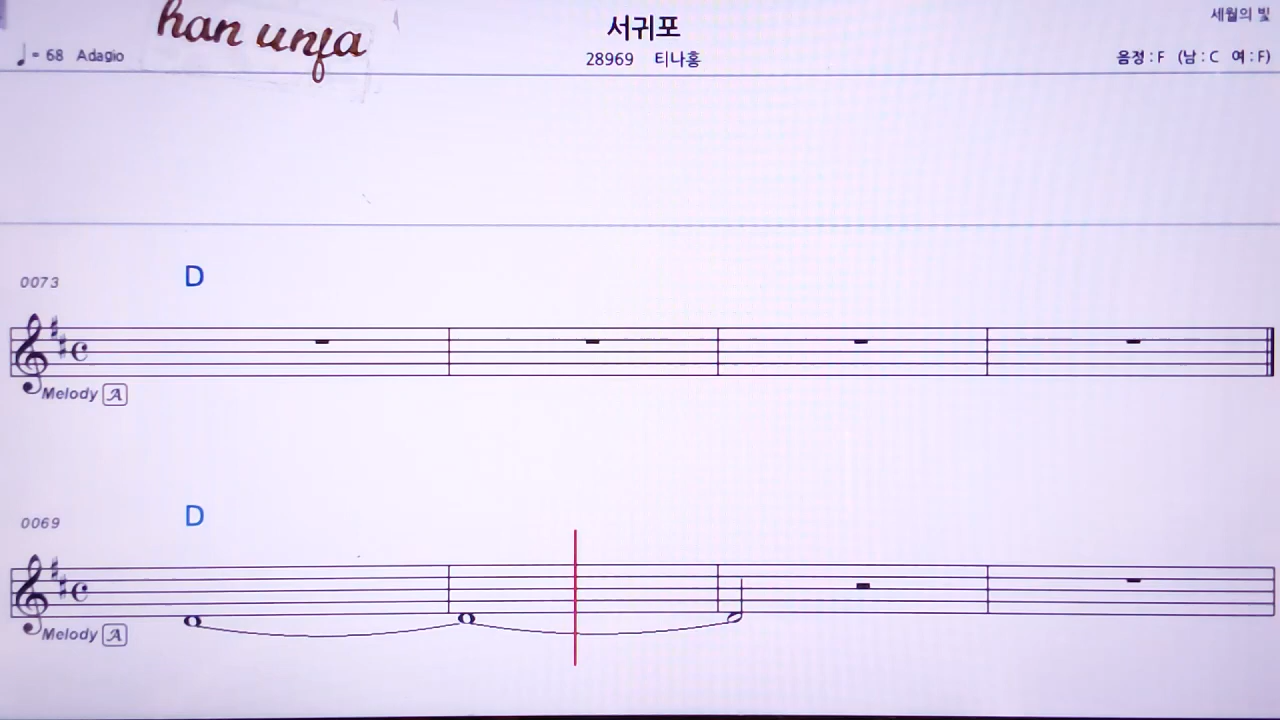 han unja
서귀포
세월의 빛
♩= 68 Adagio
28969 티나홍
음정 : F (남 : C 여 : F)
0073
D
Melody A
0069
D
Melody A